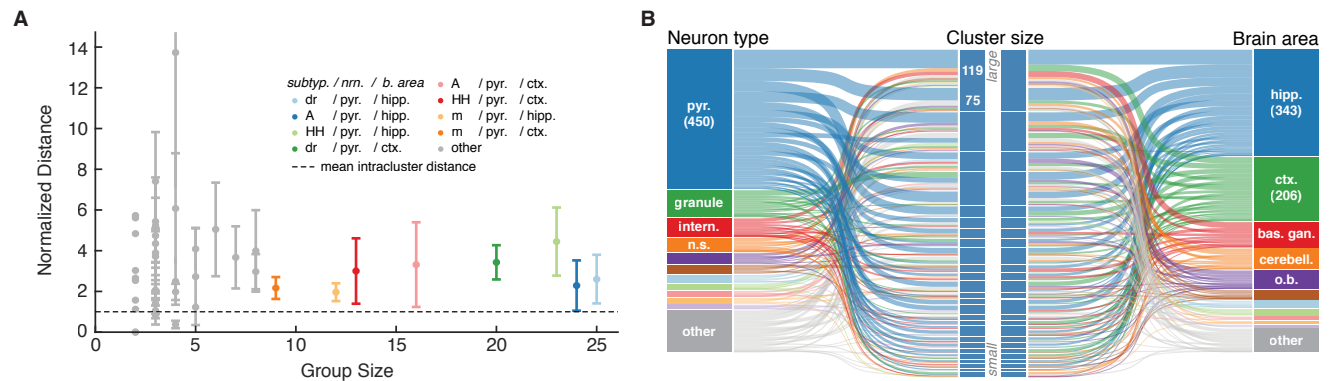 A
Normalized Distance
14
12
10
8
6
4
2
0
0 5 10 15 20 25
Group Size
subtyp. / nrn. / b. area
dr / pyr. / hipp.
A / pyr. / hipp.
HH / pyr. / hipp.
dr / pyr. / ctx.
A / pyr. / ctx.
HH / pyr. / ctx.
m / pyr. / hipp.
m / pyr. / ctx.
other
mean intracluster distance
B
Neuron type
Cluster size
Brain area
pyr.
(450)
granule
intern.
n.s.
other
large
119
75
small
hipp.
(343)
ctx.
(206)
bas. gan.
cerebell.
o.b.
other